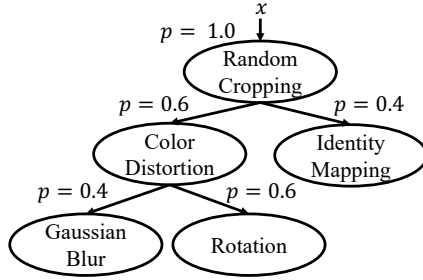 x
p = 1.0
Random
Cropping
p = 0.6
p = 0.4
Color
Distortion
Identity
Mapping
p = 0.4
p = 0.6
Gaussian
Blur
Rotation